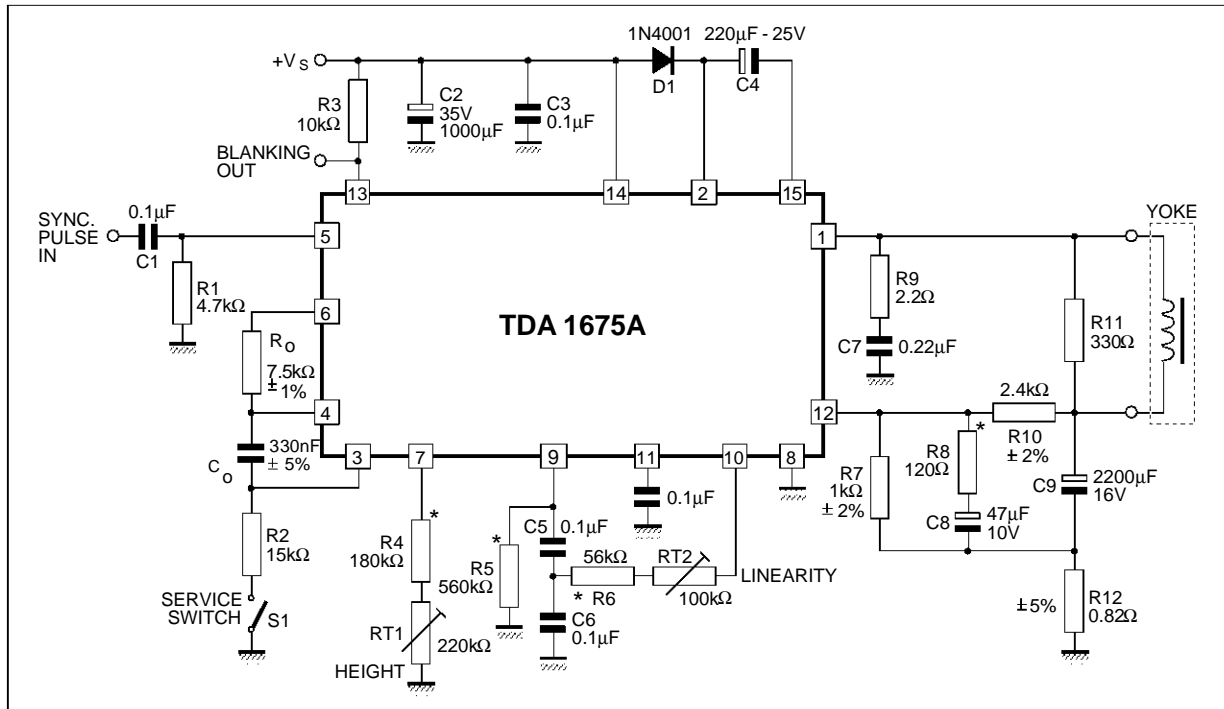 1N4001
220μF - 25V
+V S
D1
C4
R3
10kΩ
C2
35V
1000μF
C3
0.1μF
BLANKING
OUT
13
14
2
15
0.1μF
SYNC.
PULSE
IN
C1
5
1
YOKE
R1
4.7kΩ
6
R9
2.2Ω
R11
330Ω
TDA 1675A
R O
7.5kΩ
± 1%
C7
0.22μF
4
12
2.4kΩ
330nF
± 5%
C O
3
7
9
11
10
8
*
R10
± 2%
R8
120Ω
R7
1kΩ
± 2%
C9
2200μF
16V
0.1μF
R2
15kΩ
*
R4
180kΩ
*
R5
560kΩ
C5
0.1μF
56kΩ
RT2
LINEARITY
C8
47μF
10V
* R6
100kΩ
SERVICE
SWITCH
S1
RT1
220kΩ
HEIGHT
C6
0.1μF
± 5%
R12
0.82Ω